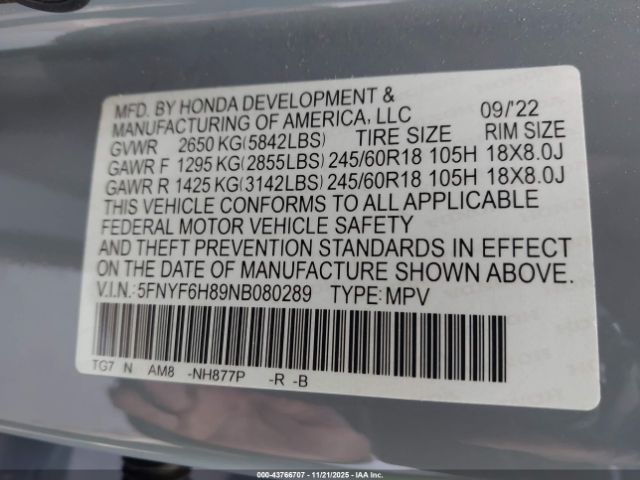 MFD. BY HONDA DEVELOPMENT &
MANUFACTURING OF AMERICA, LLC 09/'22
GVWR 2650 KG(5842LBS) TIRE SIZE RIM SIZE
GAWR F 1295 KG(2855LBS) 245/60R18 105H 18X8.0J
GAWR R 1425 KG(3142LBS) 245/60R18 105H 18X8.0J
THIS VEHICLE CONFORMS TO ALL APPLICABLE
FEDERAL MOTOR VEHICLE SAFETY
AND THEFT PREVENTION STANDARDS IN EFFECT
ON THE DATE OF MANUFACTURE SHOWN ABOVE.
V.I.N.:5FNYF6H89NB080289 TYPE:MPV
TG7 N AM8 -NH877P -R -B
000-43766707 - 11/21/2025 - IAAI.com